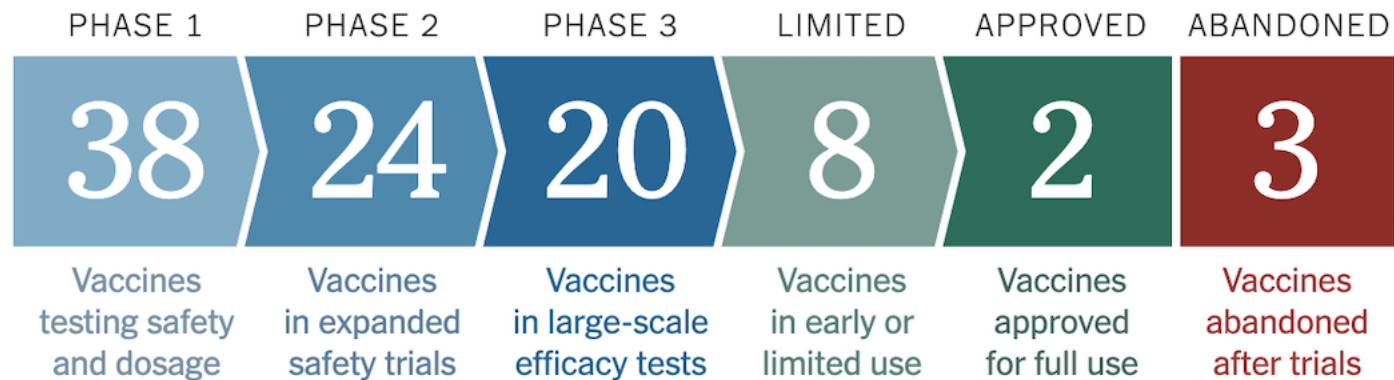 PHASE 1 PHASE 2 PHASE 3 LIMITED APPROVED ABANDONED
38 24 20 8 2 3
Vaccines Vaccines Vaccines Vaccines Vaccines Vaccines
testing safety in expanded in large-scale in early or approved abandoned
and dosage safety trials efficacy tests limited use for full use after trials